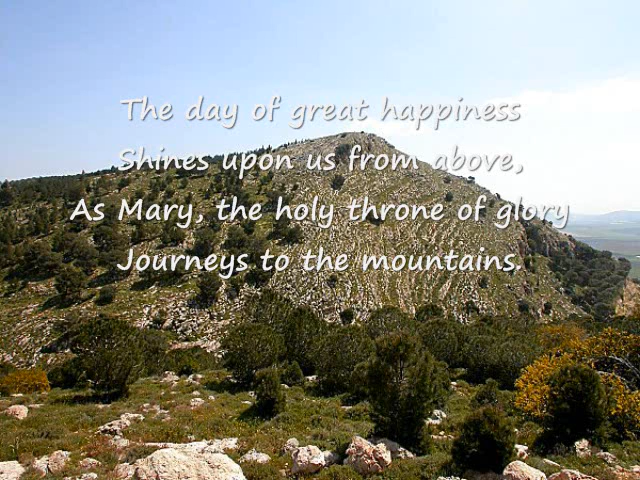 The day of great happiness
Shines upon us from above,
As Mary, the holy throne of glory
Journeys to the mountains.